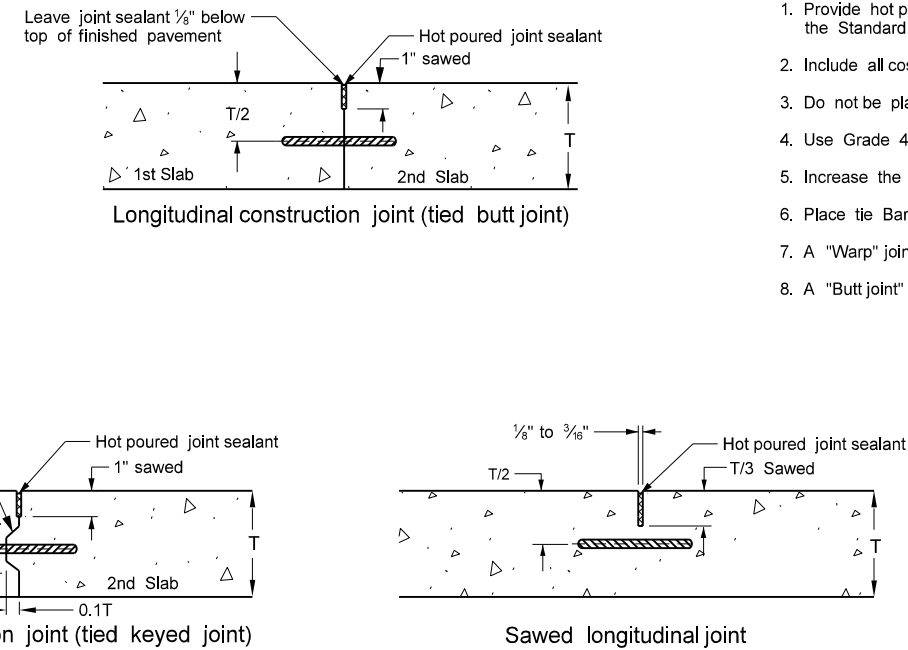 Leave joint sealant ⅛" below
top of finished pavement
Hot poured joint sealant
1" sawed
T/2
T
1st Slab
2nd Slab
Longitudinal construction joint (tied butt joint)
1. Provide hot p
the Standard
2. Include all cos
3. Do not be pla
4. Use Grade 4
5. Increase the
6. Place tie Bar
7. A "Warp" join
8. A "Butt joint"
Hot poured joint sealant
1" sawed
T
2nd Slab
0.1T
on joint (tied keyed joint)
⅛" to 3⁄16"
Hot poured joint sealant
T/2
T/3 Sawed
T
Sawed longitudinal joint